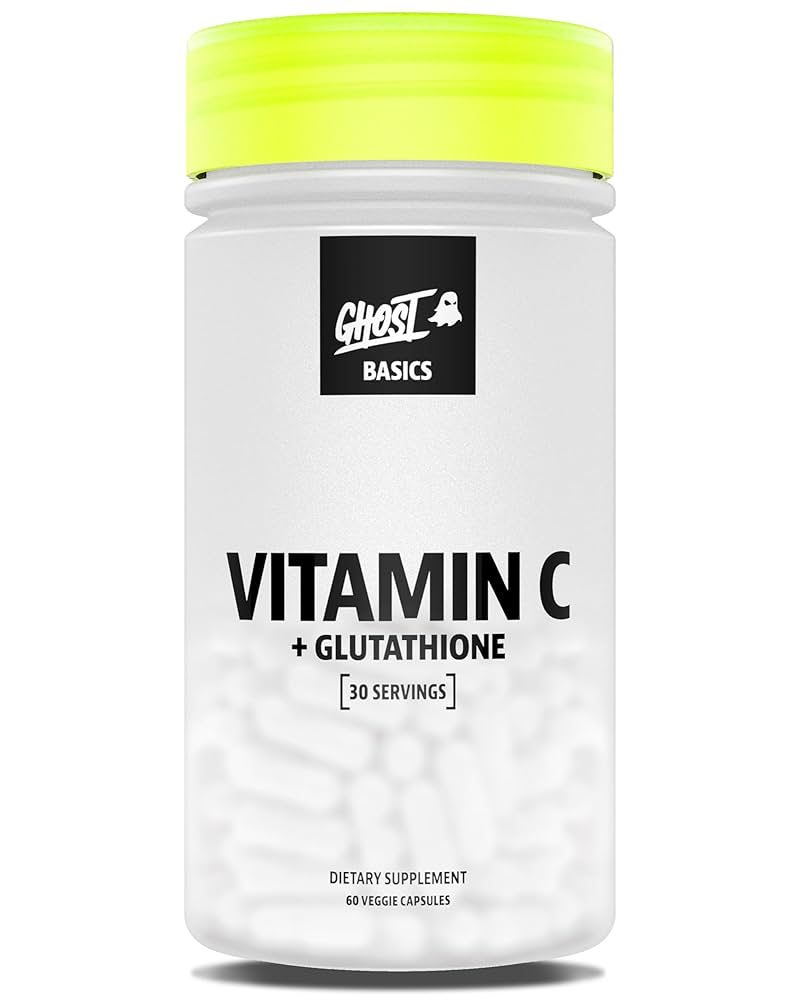 GHOST
BASICS
VITAMIN C
+ GLUTATHIONE
[30 SERVINGS]
DIETARY SUPPLEMENT
60 VEGGIE CAPSULES